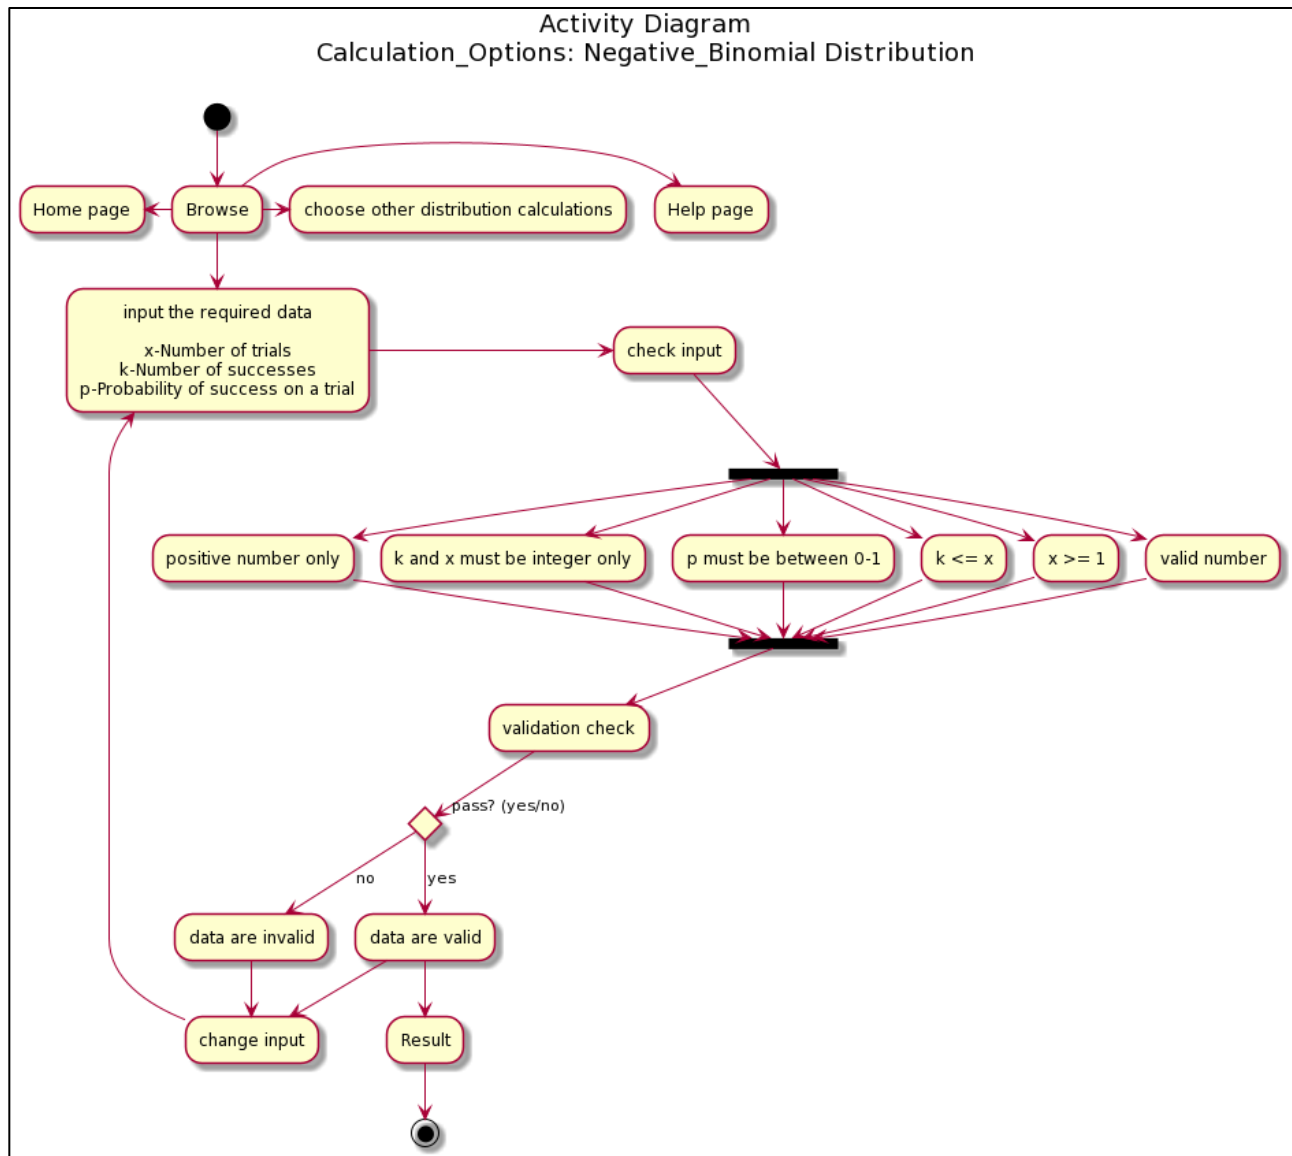 Activity Diagram
Calculation_Options: Negative_Binomial Distribution
Home page
Browse
choose other distribution calculations
Help page
input the required data
x-Number of trials
k-Number of successes
p-Probability of success on a trial
check input
positive number only
k and x must be integer only
p must be between 0-1
k <= x
x >= 1
valid number
validation check
pass? (yes/no)
no
yes
data are invalid
data are valid
change input
Result